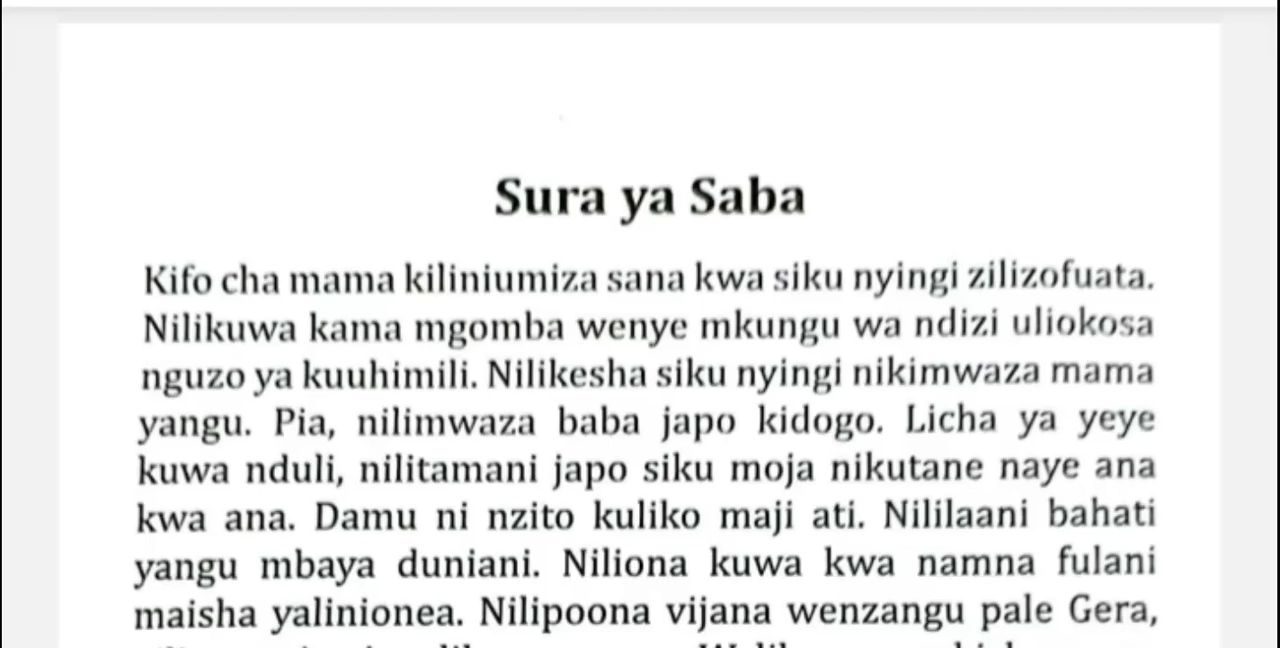 Sura ya Saba
Kifo cha mama kiliniumiza sana kwa siku nyingi zilizofuata.
Nilikuwa kama mgomba wenye mkungu wa ndizi uliokosa
nguzo ya kuuhimili. Nilikesha siku nyingi nikimwaza mama
yangu. Pia, nilimwaza baba japo kidogo. Licha ya yeye
kuwa nduli, nilitamani japo siku moja nikutane naye ana
kwa ana. Damu ni nzito kuliko maji ati. Nililaani bahati
yangu mbaya duniani. Niliona kuwa kwa namna fulani
maisha yalinionea. Nilipoona vijana wenzangu pale Gera,